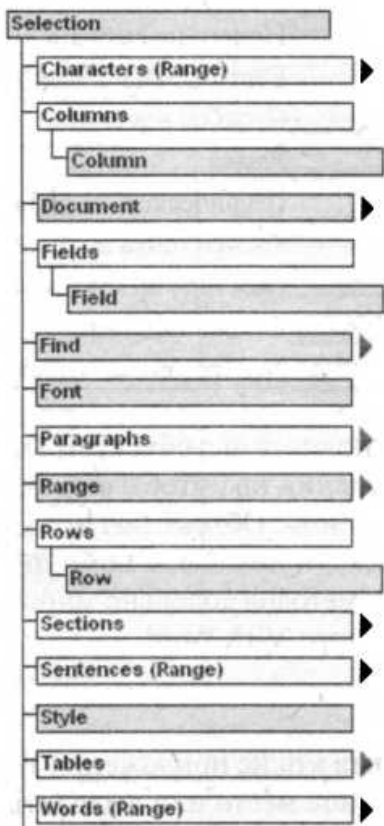 Selection
Characters (Range)
Columns
Column
Document
Fields
Field
Find
Font
Paragraphs
Range
Rows
Row
Sections
Sentences (Range)
Style
Tables
Words (Range)